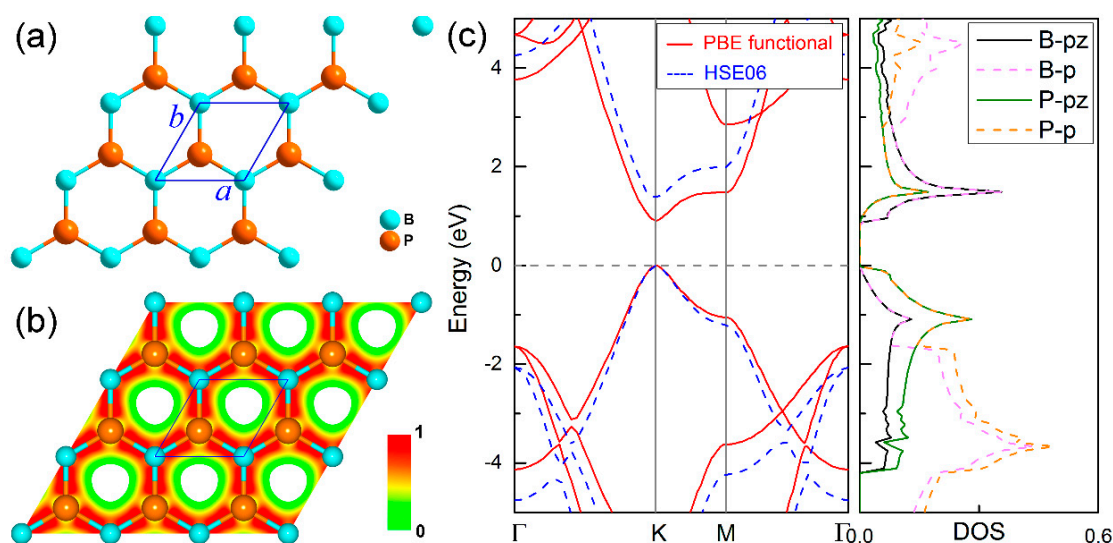 (a)
b
a
B
P
(b)
1
0
(c)
PBE functional
HSE06
Energy (eV)
4
2
0
-2
-4
Γ
K
M
Γ
B-pz
B-p
P-pz
P-p
0.0
DOS
0.6